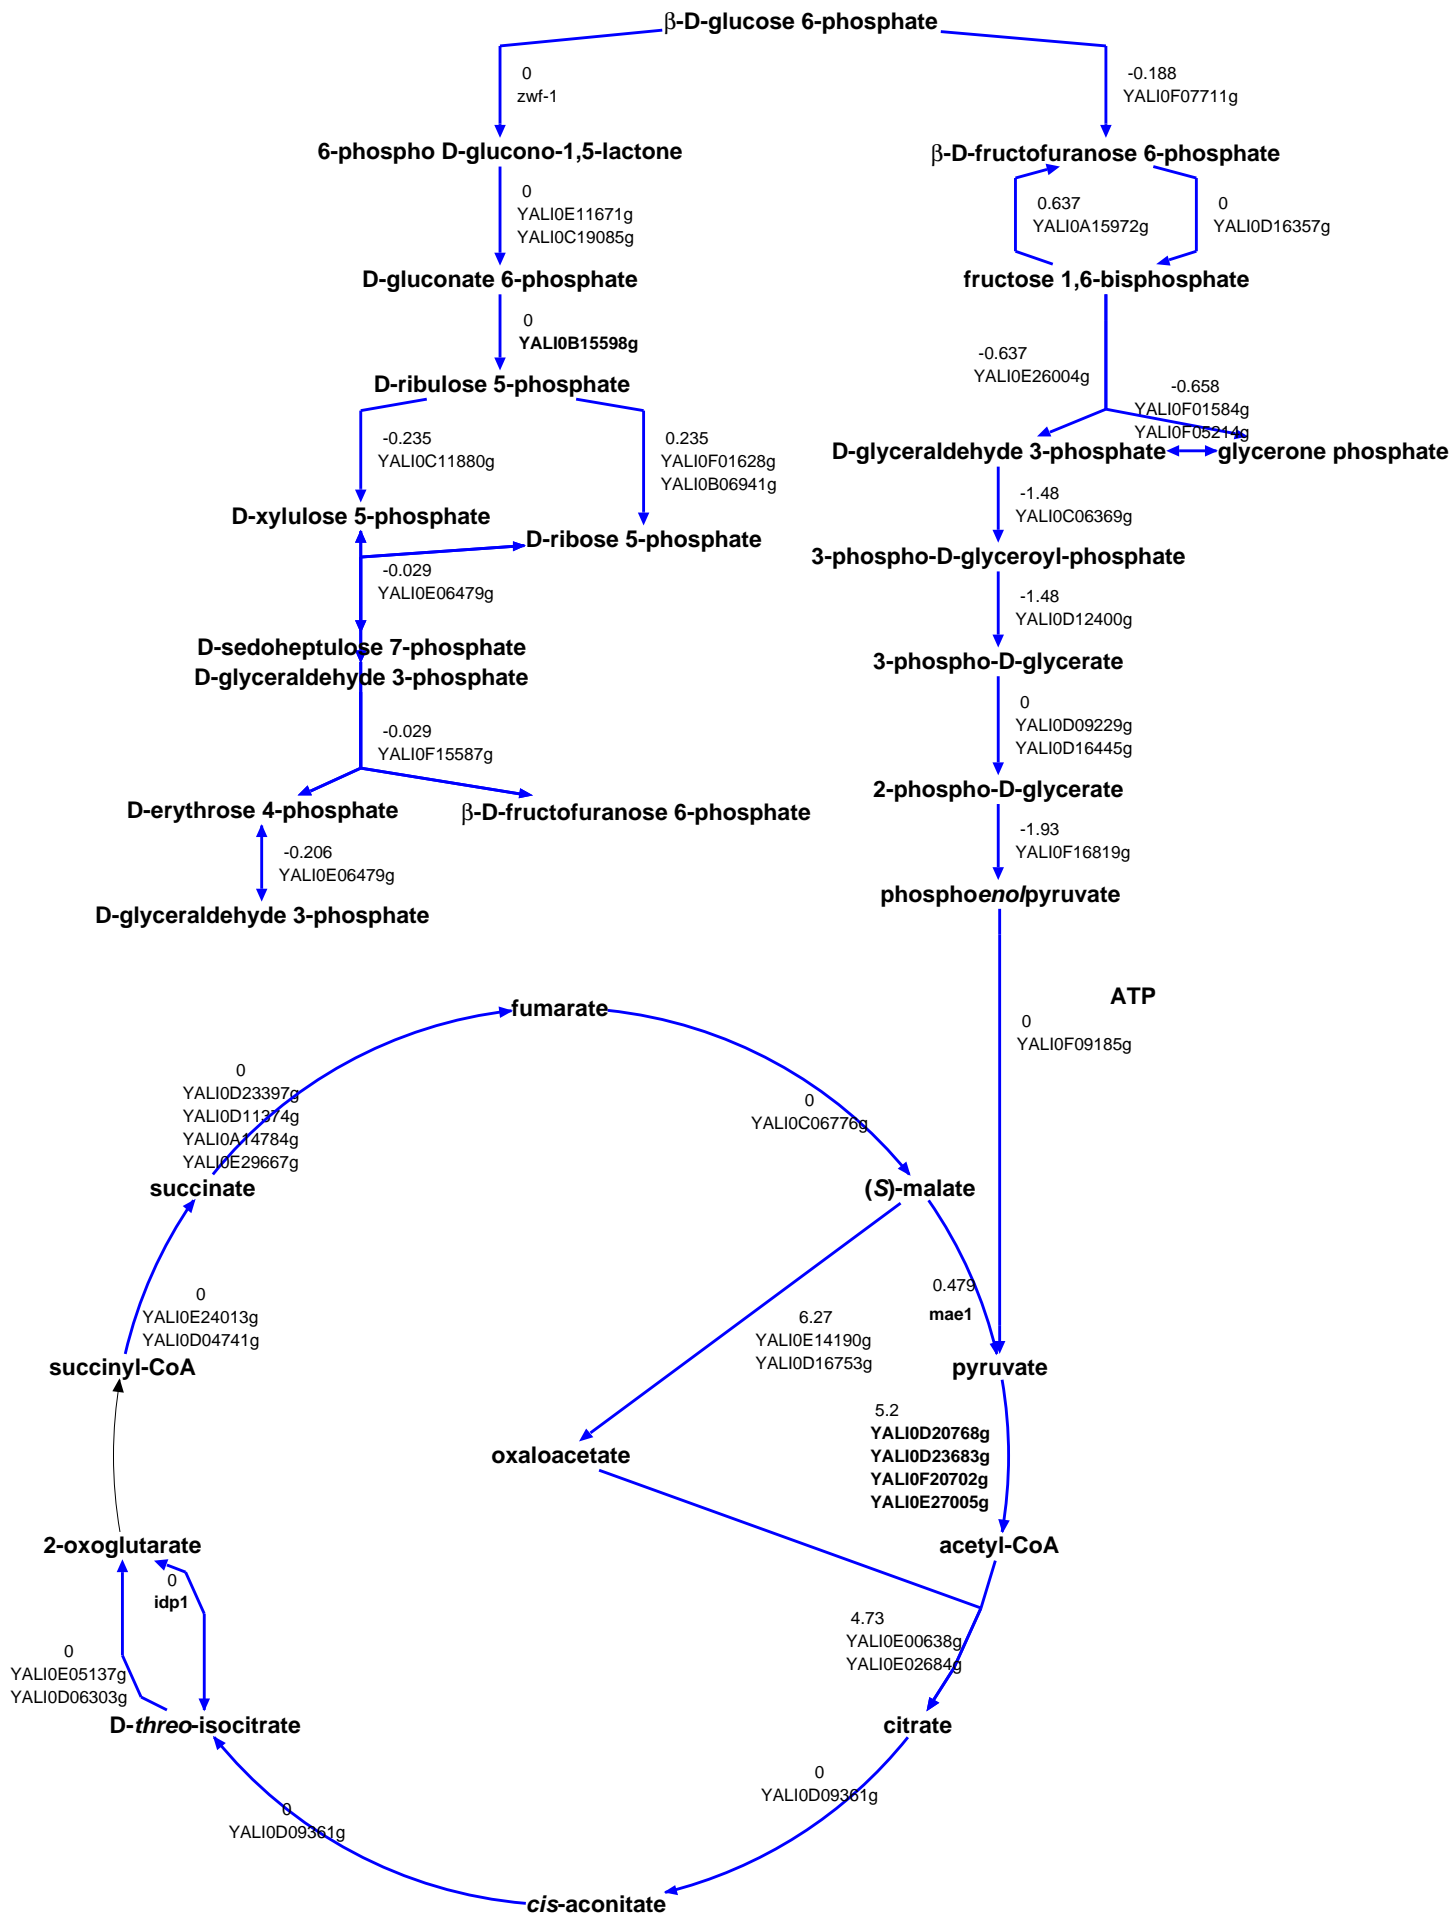 β-D-glucose 6-phosphate
0
zwf-1
-0.188
YALI0F07711g
6-phospho D-glucono-1,5-lactone
β-D-fructofuranose 6-phosphate
0
YALI0E11671g
YALI0C19085g
0.637
YALI0A15972g
0
YALI0D16357g
D-gluconate 6-phosphate
fructose 1,6-bisphosphate
0
YALI0B15598g
-0.637
YALI0E26004g
D-ribulose 5-phosphate
-0.658
YALI0F01584g
YALI0F05214g
-0.235
YALI0C11880g
0.235
YALI0F01628g
YALI0B06941g
D-glyceraldehyde 3-phosphate
glycerone phosphate
-1.48
YALI0C06369g
D-xylulose 5-phosphate
D-ribose 5-phosphate
3-phospho-D-glyceroyl-phosphate
-0.029
YALI0E06479g
-1.48
YALI0D12400g
D-sedoheptulose 7-phosphate
D-glyceraldehyde 3-phosphate
3-phospho-D-glycerate
0
YALI0D09229g
YALI0D16445g
-0.029
YALI0F15587g
2-phospho-D-glycerate
D-erythrose 4-phosphate
β-D-fructofuranose 6-phosphate
-1.93
YALI0F16819g
-0.206
YALI0E06479g
phosphoenolpyruvate
D-glyceraldehyde 3-phosphate
ATP
fumarate
0
YALI0F09185g
0
YALI0D23397g
YALI0D11374g
YALI0A14784g
YALI0E29667g
0
YALI0C06776g
succinate
(S)-malate
0
YALI0E24013g
YALI0D04741g
6.27
YALI0E14190g
YALI0D16753g
0.479
mae1
succinyl-CoA
pyruvate
5.2
YALI0D20768g
YALI0D23683g
YALI0F20702g
YALI0E27005g
oxaloacetate
2-oxoglutarate
acetyl-CoA
0
idp1
0
YALI0E05137g
YALI0D06303g
4.73
YALI0E00638g
YALI0E02684g
D-threo-isocitrate
citrate
0
YALI0D09361g
0
YALI0D09361g
cis-aconitate